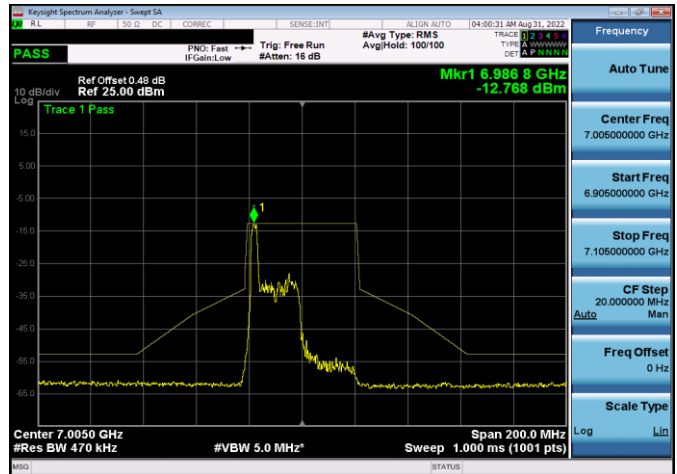 Keysight Spectrum Analyzer - Swept SA
RL RF 50 Ω DC CORREC SENSE:INT ALIGN AUTO 04:00:31 AM Aug 31, 2022
PASS
PNO: Fast
IFGain:Low
Trig: Free Run
#Atten: 16 dB
#Avg Type: RMS
Avg|Hold: 100/100
TRACE 1 2 3 4 5 6
TYPE A WWWWW
DET A P N N N N
Ref Offset 0.48 dB
10 dB/div Ref 25.00 dBm
Log
Mkr1 6.986 8 GHz
-12.768 dBm
Trace 1 Pass
15.0
5.00
-5.00
-15.0
-25.0
-35.0
-45.0
-55.0
-65.0
1
Center 7.0050 GHz Span 200.0 MHz
#Res BW 470 kHz #VBW 5.0 MHz* Sweep 1.000 ms (1001 pts)
MSG STATUS
Frequency
Auto Tune
Center Freq
7.005000000 GHz
Start Freq
6.905000000 GHz
Stop Freq
7.105000000 GHz
CF Step
20.000000 MHz
Auto Man
Freq Offset
0 Hz
Scale Type
Log Lin